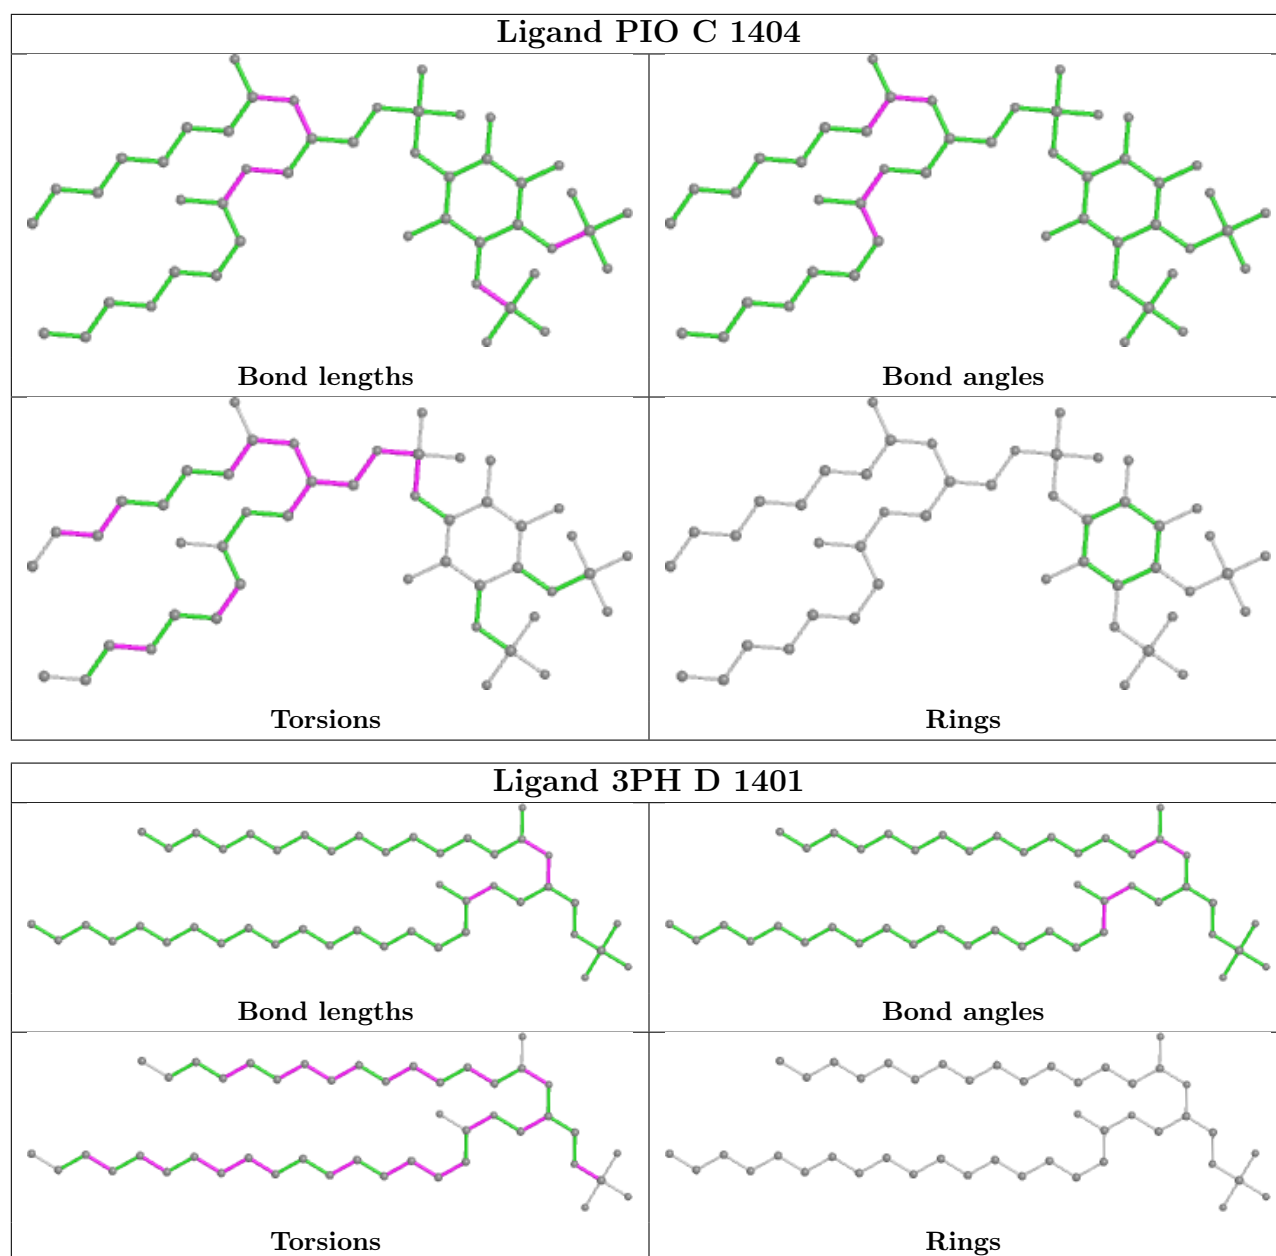 Ligand PIO C 1404
Bond lengths
Bond angles
Torsions
Rings
Ligand 3PH D 1401
Bond lengths
Bond angles
Torsions
Rings